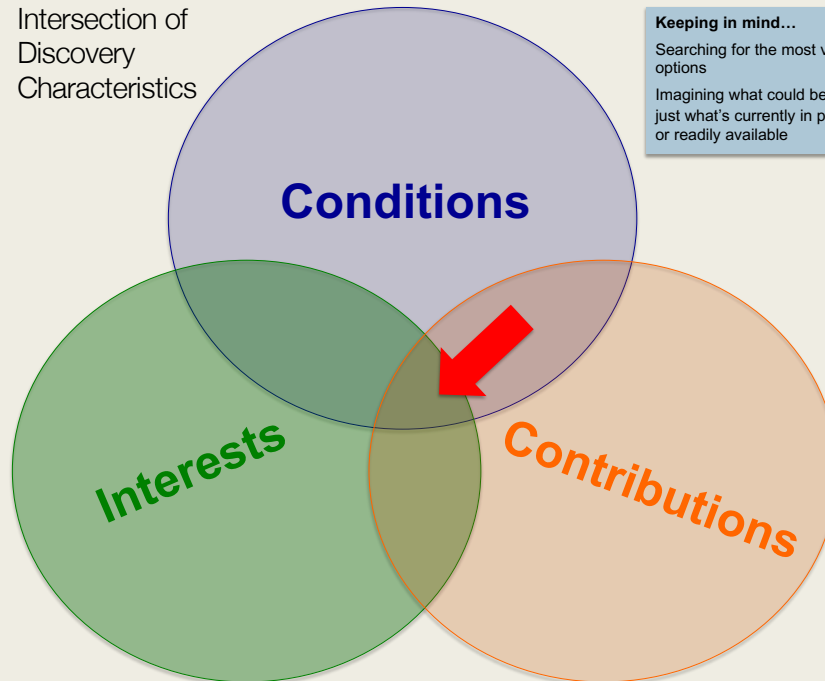 Intersection of
Discovery
Characteristics
Keeping in mind…
Searching for the most
options
Imagining what could be
just what's currently in
or readily available
Conditions
Interests
Contributions